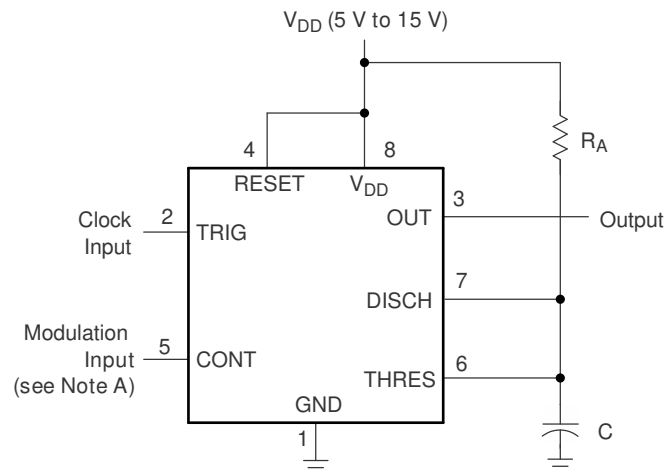 V_DD (5 V to 15 V)
R_A
4
8
RESET
V_DD
3
Clock
Input
2
TRIG
OUT
Output
7
DISCH
Modulation
Input
(see Note A)
5
CONT
6
THRES
GND
1
C